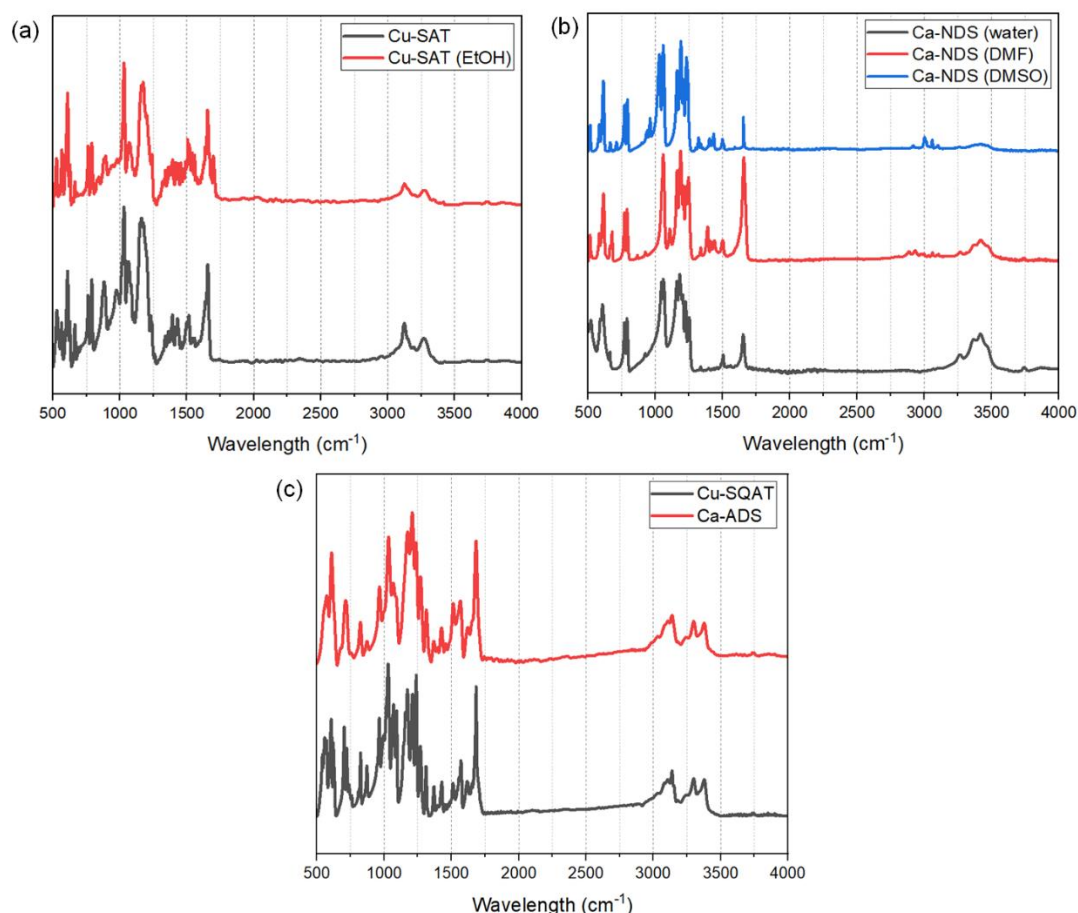 (a)
Cu-SAT
Cu-SAT (EtOH)
500 1000 1500 2000 2500 3000 3500 4000
Wavelength (cm⁻¹)
(b)
Ca-NDS (water)
Ca-NDS (DMF)
Ca-NDS (DMSO)
500 1000 1500 2000 2500 3000 3500 4000
Wavelength (cm⁻¹)
(c)
Cu-SQAT
Ca-ADS
500 1000 1500 2000 2500 3000 3500 4000
Wavelength (cm⁻¹)